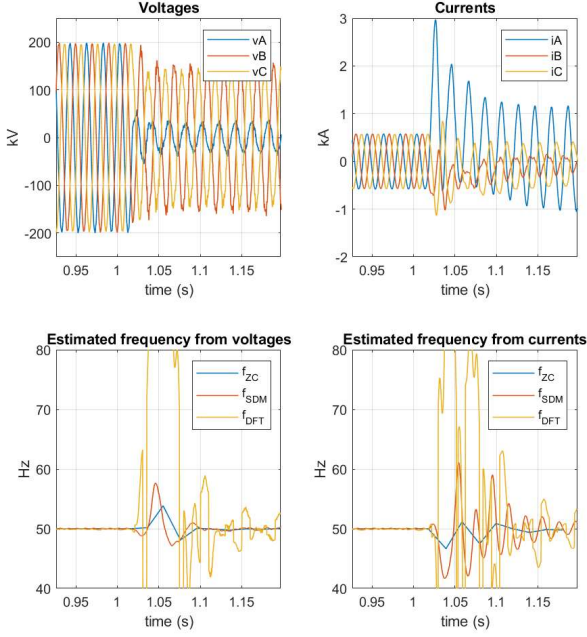 Voltages
200
100
0
-100
-200
kV
0.95
1
1.05
1.1
1.15
time (s)
vA
vB
vC
Currents
3
2
1
0
-1
-2
kA
0.95
1
1.05
1.1
1.15
time (s)
iA
iB
iC
Estimated frequency from voltages
80
70
60
50
40
Hz
0.95
1
1.05
1.1
1.15
time (s)
fZC
fSDM
fDFT
Estimated frequency from currents
80
70
60
50
40
Hz
0.95
1
1.05
1.1
1.15
time (s)
fZC
fSDM
fDFT